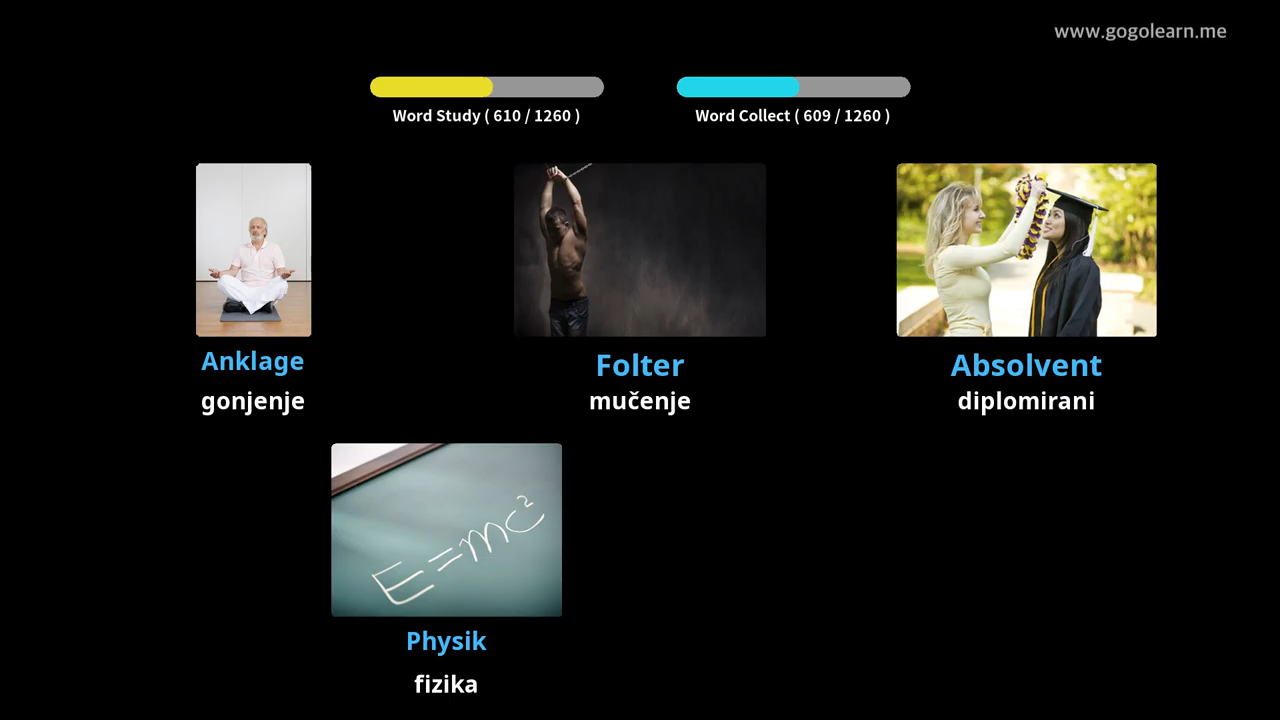 www.gogolearn.me
Word Study ( 610 / 1260 )
Word Collect ( 609 / 1260 )
Anklage
gonjenje
Folter
mučenje
Absolvent
diplomirani
E=mc²
Physik
fizika